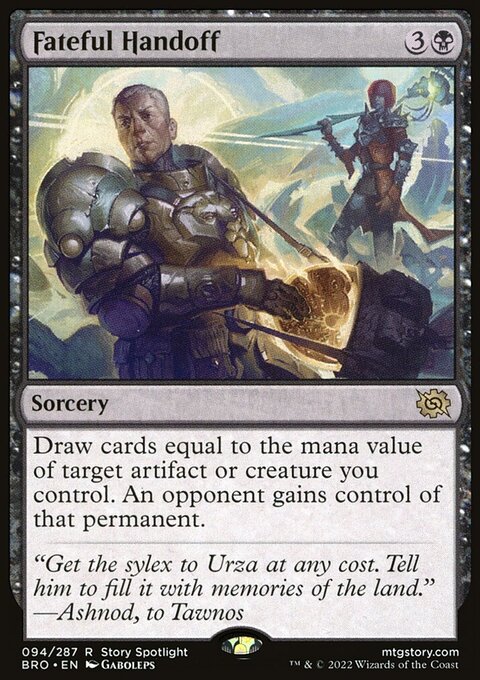 Fateful Handoff 3
Sorcery
Draw cards equal to the mana value
of target artifact or creature you
control. An opponent gains control of
that permanent.
“Get the sylex to Urza at any cost. Tell
him to fill it with memories of the land.”
—Ashnod, to Tawnos
094/287 R Story Spotlight mtgstory.com
BRO • EN Gaboleps ™ & © 2022 Wizards of the Coast